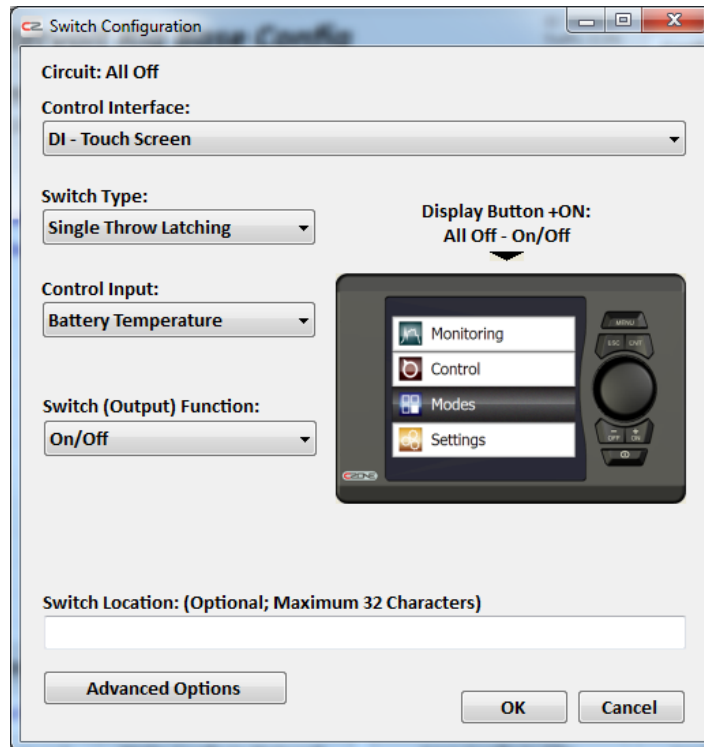 CZ Switch Configuration
Circuit: All Off
Control Interface:
DI - Touch Screen
Switch Type:
Single Throw Latching
Display Button +ON:
All Off - On/Off
Control Input:
Battery Temperature
Switch (Output) Function:
On/Off
Monitoring
Control
Modes
Settings
MENU
ESC
OFF
ON
CZONE
Switch Location: (Optional; Maximum 32 Characters)
Advanced Options
OK
Cancel